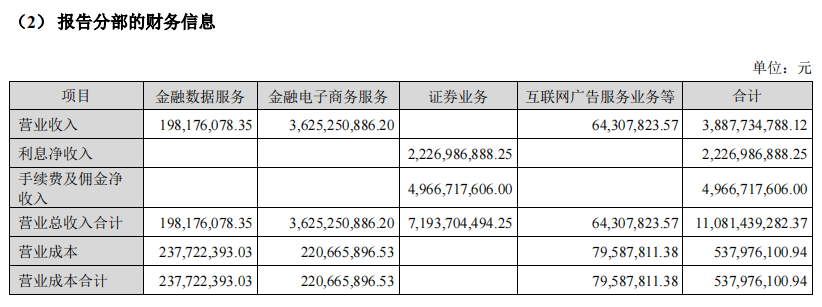 （2） 报告分部的财务信息
单位：元
项目 金融数据服务 金融电子商务服务 证券业务 互联网广告服务业务等 合计
营业收入 198,176,078.35 3,625,250,886.20 64,307,823.57 3,887,734,788.12
利息净收入 2,226,986,888.25 2,226,986,888.25
手续费及佣金净
收入 4,966,717,606.00 4,966,717,606.00
营业总收入合计 198,176,078.35 3,625,250,886.20 7,193,704,494.25 64,307,823.57 11,081,439,282.37
营业成本 237,722,393.03 220,665,896.53 79,587,811.38 537,976,100.94
营业成本合计 237,722,393.03 220,665,896.53 79,587,811.38 537,976,100.94